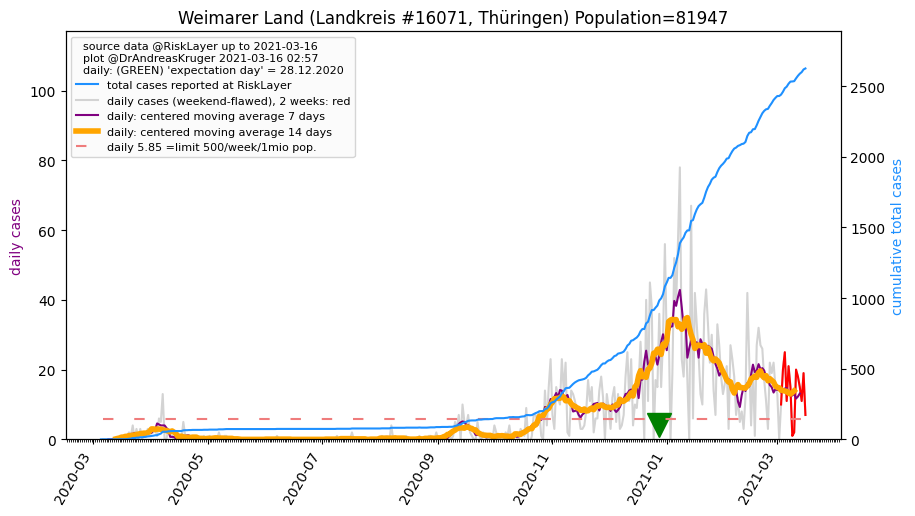 Weimarer Land (Landkreis #16071, Thüringen) Population=81947
source data @RiskLayer up to 2021-03-16
plot @DrAndreasKruger 2021-03-16 02:57
daily: (GREEN) 'expectation day' = 28.12.2020
total cases reported at RiskLayer
daily cases (weekend-flawed), 2 weeks: red
daily: centered moving average 7 days
daily: centered moving average 14 days
daily 5.85 =limit 500/week/1mio pop.
daily cases
100
80
60
40
20
0
cumulative total cases
2500
2000
1500
1000
500
0
2020-03
2020-05
2020-07
2020-09
2020-11
2021-01
2021-03